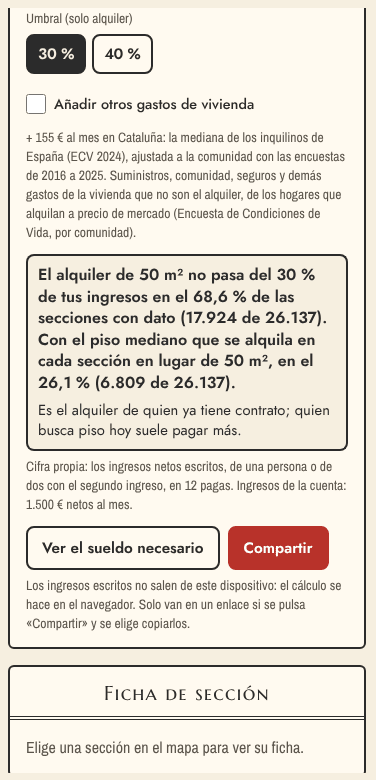 Umbral (solo alquiler)
30 %
40 %
Añadir otros gastos de vivienda
+ 155 € al mes en Cataluña: la mediana de los inquilinos de
España (ECV 2024), ajustada a la comunidad con las encuestas
de 2016 a 2025. Suministros, comunidad, seguros y demás
gastos de la vivienda que no son el alquiler, de los hogares que
alquilan a precio de mercado (Encuesta de Condiciones de
Vida, por comunidad).
El alquiler de 50 m² no pasa del 30 %
de tus ingresos en el 68,6 % de las
secciones con dato (17.924 de 26.137).
Con el piso mediano que se alquila en
cada sección en lugar de 50 m², en el
26,1 % (6.809 de 26.137).
Es el alquiler de quien ya tiene contrato; quien
busca piso hoy suele pagar más.
Cifra propia: los ingresos netos escritos, de una persona o de
dos con el segundo ingreso, en 12 pagas. Ingresos de la cuenta:
1.500 € netos al mes.
Ver el sueldo necesario
Compartir
Los ingresos escritos no salen de este dispositivo: el cálculo se
hace en el navegador. Solo van en un enlace si se pulsa
«Compartir» y se elige copiarlos.
Ficha de sección
Elige una sección en el mapa para ver su ficha.